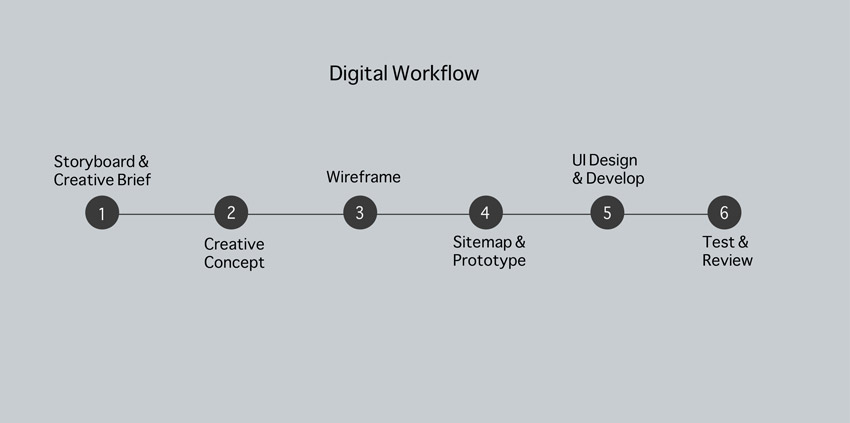 Digital Workflow
Storyboard &
Creative Brief
1
Creative
Concept
2
Wireframe
3
Sitemap &
Prototype
4
UI Design
& Develop
5
Test &
Review
6